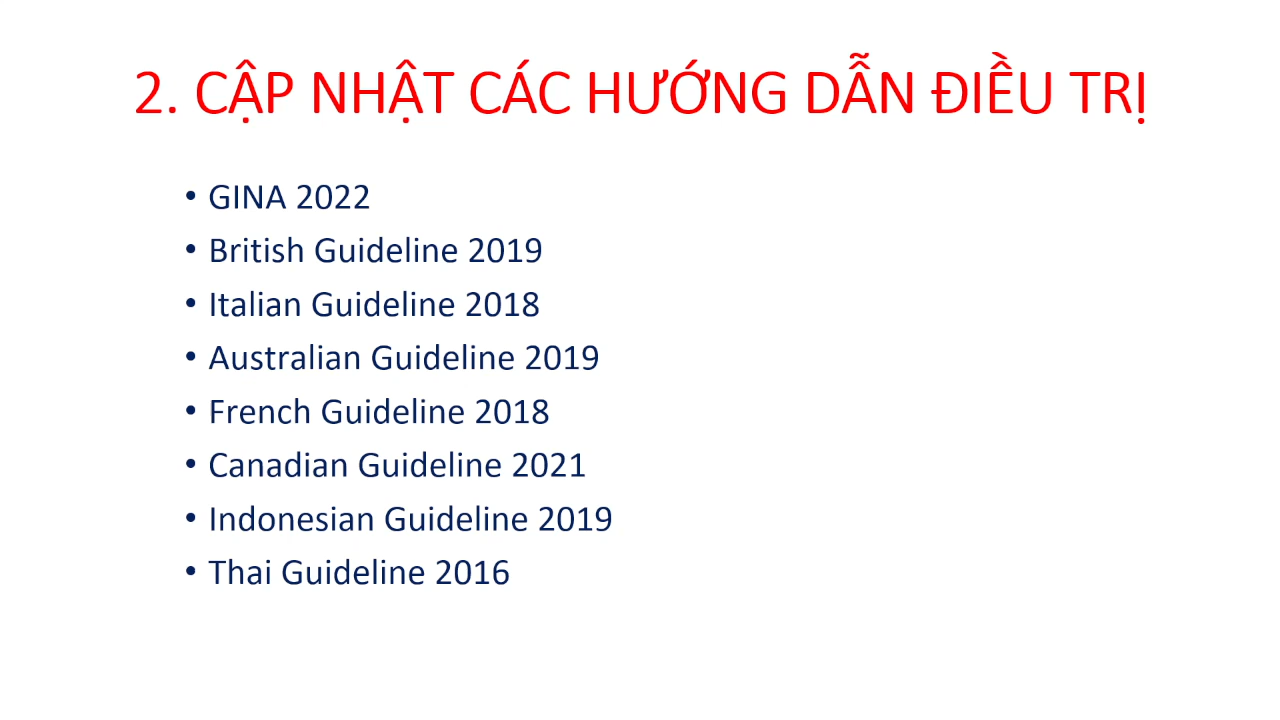 2. CẬP NHẬT CÁC HƯỚNG DẪN ĐIỀU TRỊ
• GINA 2022
• British Guideline 2019
• Italian Guideline 2018
• Australian Guideline 2019
• French Guideline 2018
• Canadian Guideline 2021
• Indonesian Guideline 2019
• Thai Guideline 2016